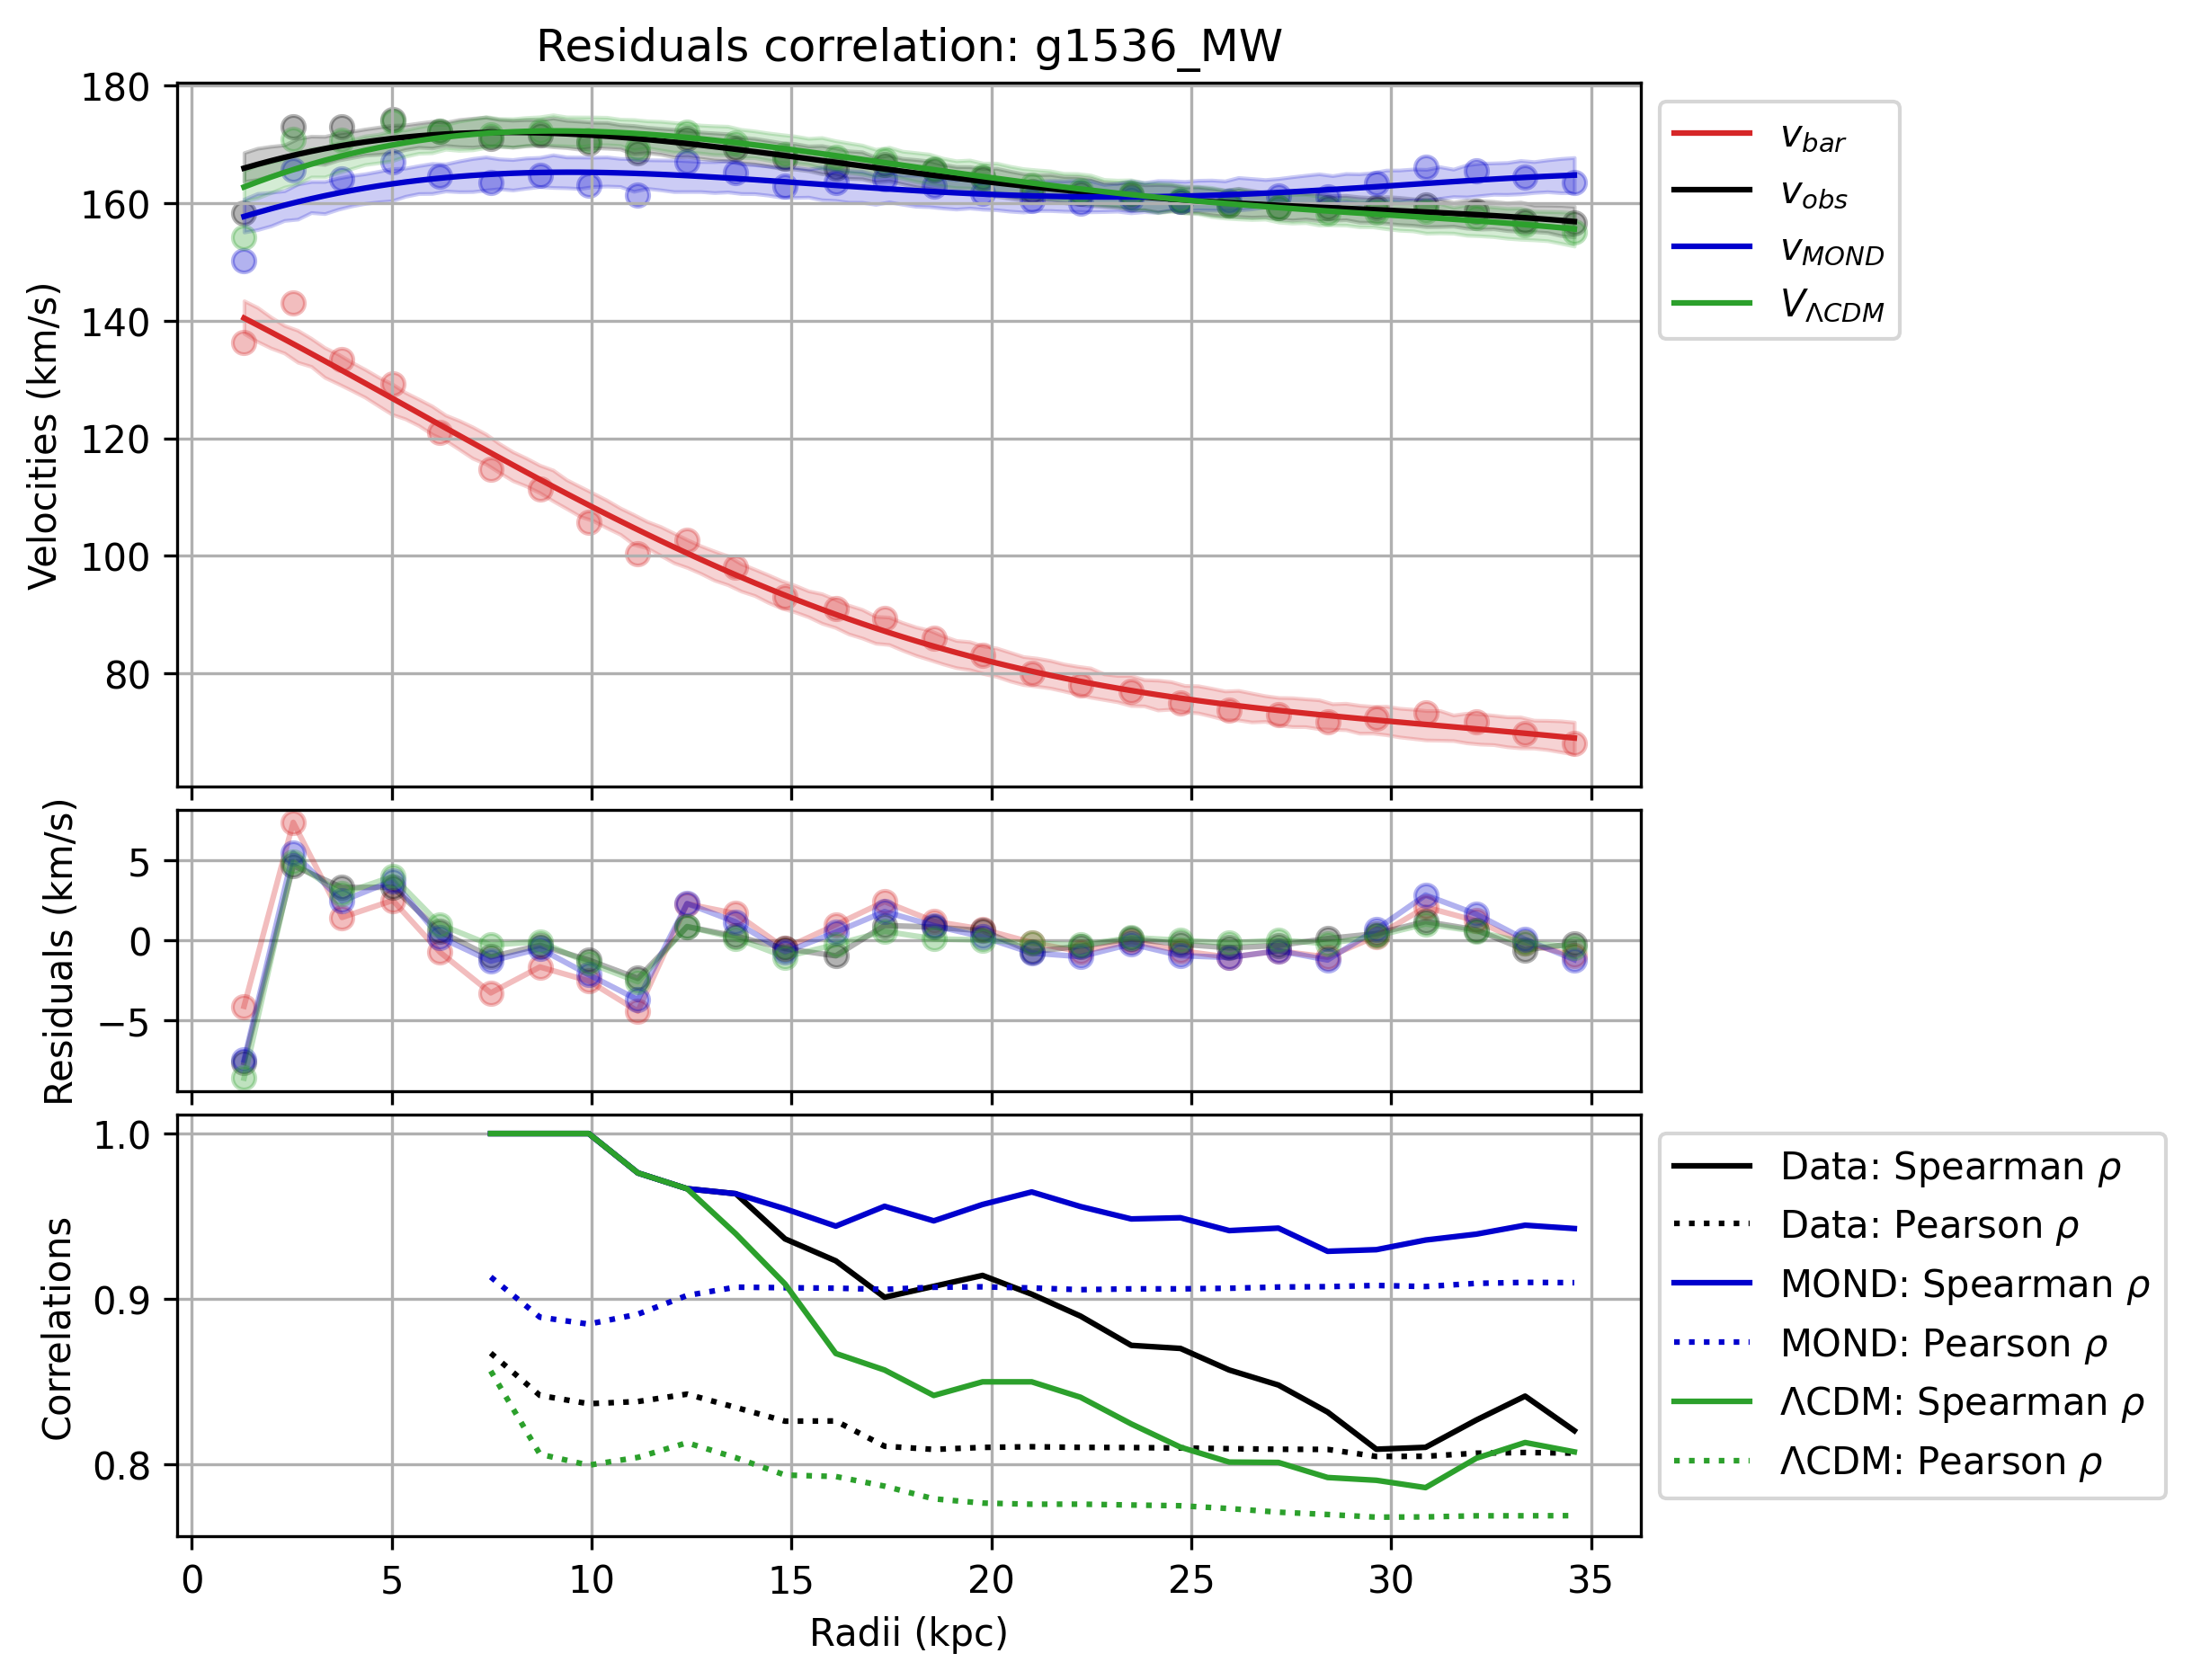 Residuals correlation: g1536_MW
180
160
140
120
100
80
Velocities (km/s)
v_bar
v_obs
v_MOND
V_ΛCDM
5
0
−5
Residuals (km/s)
1.0
0.9
0.8
Correlations
Data: Spearman ρ
Data: Pearson ρ
MOND: Spearman ρ
MOND: Pearson ρ
ΛCDM: Spearman ρ
ΛCDM: Pearson ρ
0 5 10 15 20 25 30 35
Radii (kpc)